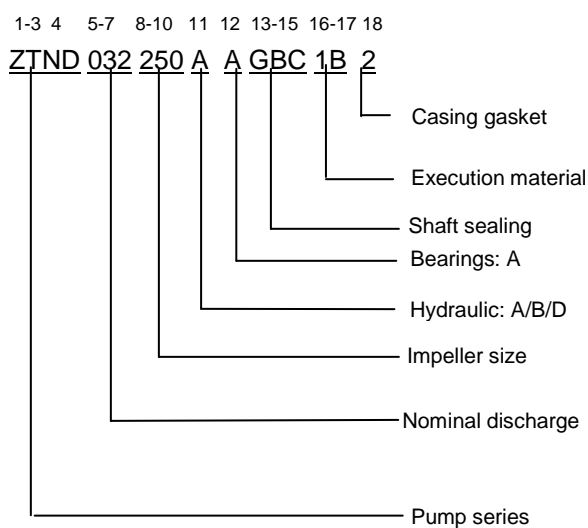 1-3 4 5-7 8-10 11 12 13-15 16-17 18
ZTND 032 250 A A GBC 1B 2
Casing gasket
Execution material
Shaft sealing
Bearings: A
Hydraulic: A/B/D
Impeller size
Nominal discharge
Pump series